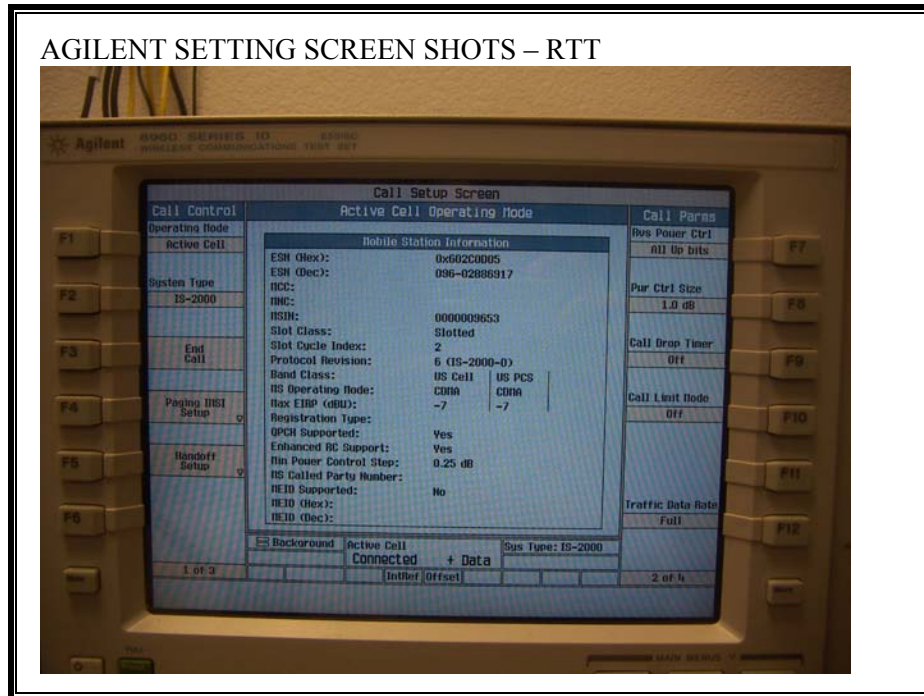 AGILENT SETTING SCREEN SHOTS – RTT
Agilent 8960 SERIES 10
WIRELESS COMMUNICATIONS TEST SET
Call Setup Screen
Call Control
Active Cell Operating Mode
Call Parms
Operating Mode
Active Cell
System Type
IS-2000
End
Call
Paging IMSI
Setup
Handoff
Setup
1 of 3
Mobile Station Information
ESN (Hex): 0x602C0D05
ESN (Dec): 096-02886917
MCC:
MNC:
MSIN: 0000009653
Slot Class: Slotted
Slot Cycle Index: 2
Protocol Revision: 6 (IS-2000-0)
Band Class: US Cell US PCS
MS Operating Mode: CDMA CDMA
Max EIRP (dBW): -7 -7
Registration Type:
QPCH Supported: Yes
Enhanced RC Support: Yes
Min Power Control Step: 0.25 dB
MS Called Party Number:
MEID Supported: No
MEID (Hex):
MEID (Dec):
Background
Active Cell
Connected + Data
Sys Type: IS-2000
IntRef Offset
Rvs Power Ctrl
All Up bits
Pwr Ctrl Size
1.0 dB
Call Drop Timer
Off
Call Limit Mode
Off
Traffic Data Rate
Full
2 of 4
F1
F2
F3
F4
F5
F6
F7
F8
F9
F10
F11
F12